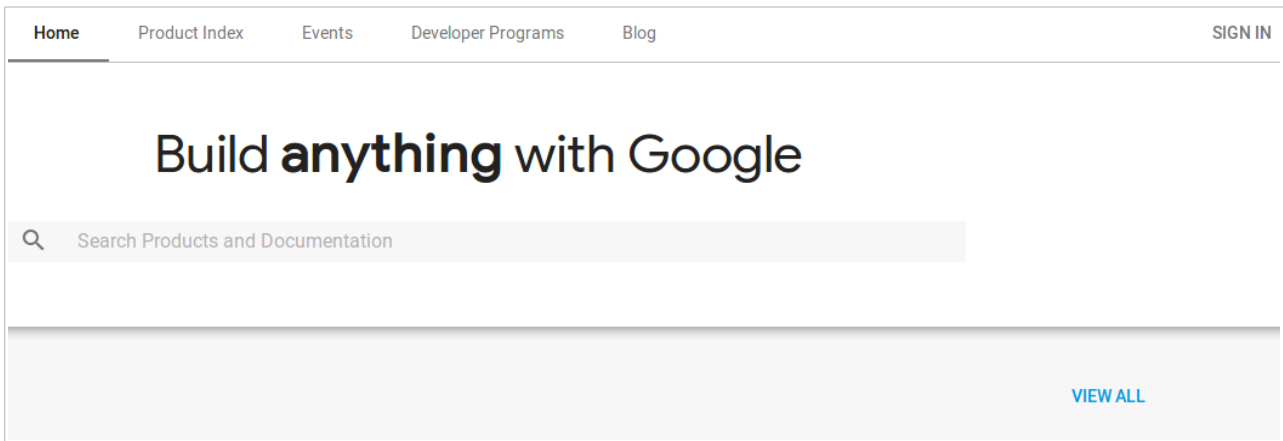 Home Product Index Events Developer Programs Blog SIGN IN
Build anything with Google
Search Products and Documentation
VIEW ALL